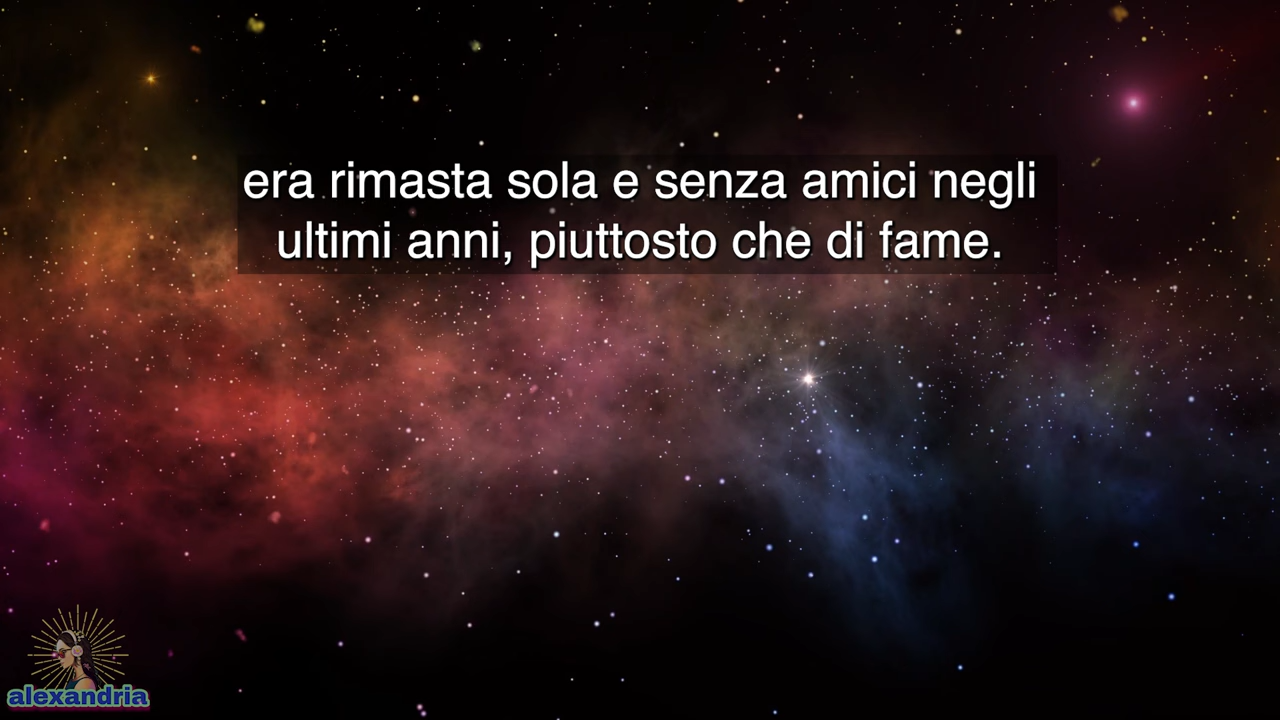 era rimasta sola e senza amici negli
ultimi anni, piuttosto che di fame.
alexandria